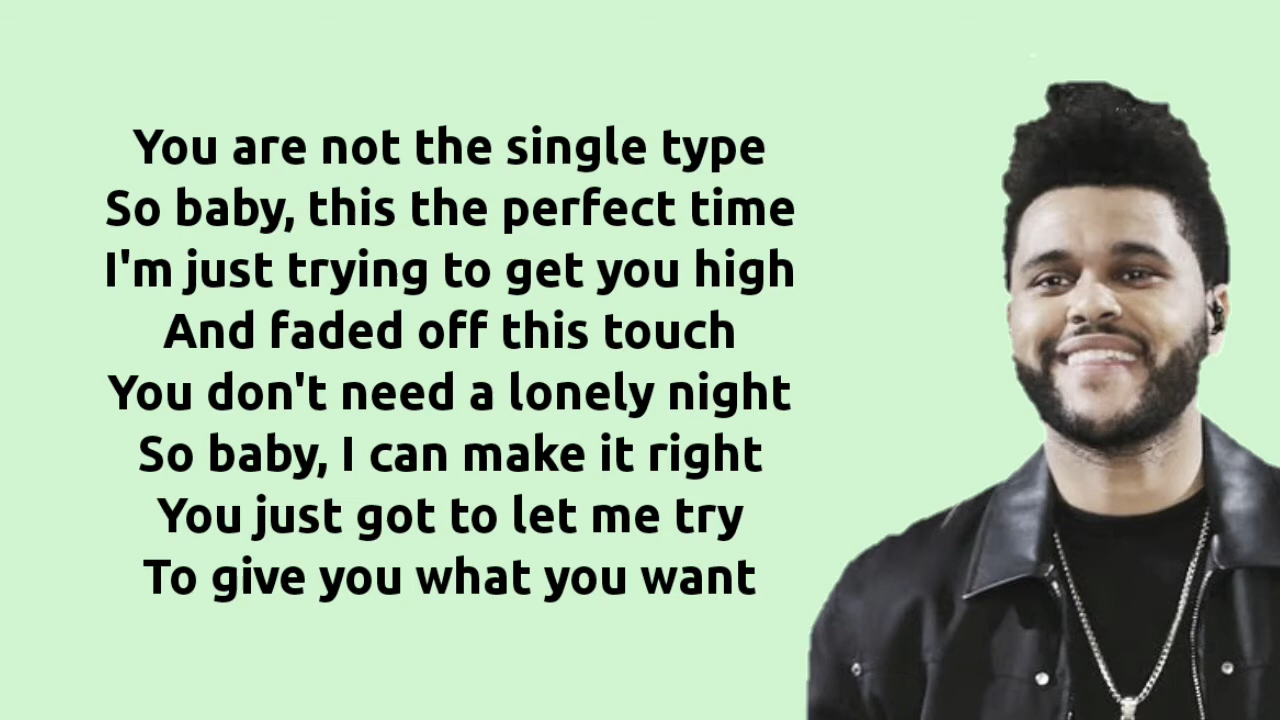 You are not the single type
So baby, this the perfect time
I'm just trying to get you high
And faded off this touch
You don't need a lonely night
So baby, I can make it right
You just got to let me try
To give you what you want